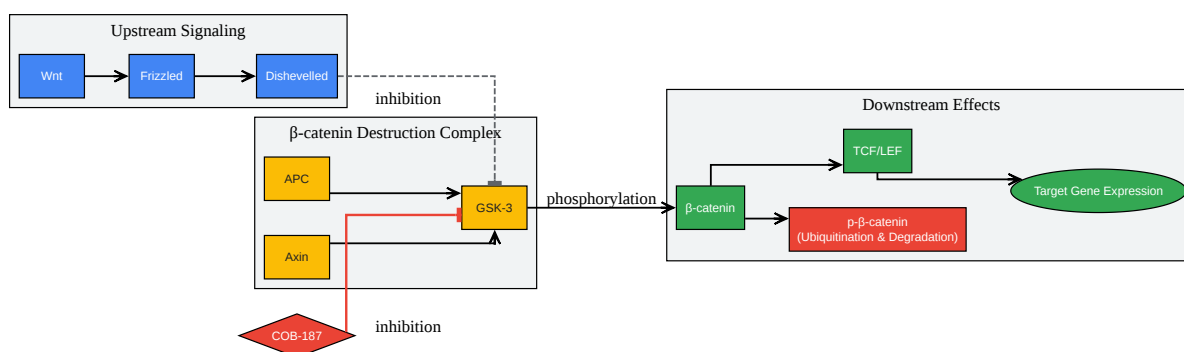 Upstream Signaling
Wnt
Frizzled
Dishevelled
inhibition
β-catenin Destruction Complex
APC
GSK-3
Axin
COB-187
inhibition
phosphorylation
Downstream Effects
TCF/LEF
β-catenin
Target Gene Expression
p-β-catenin
(Ubiquitination & Degradation)